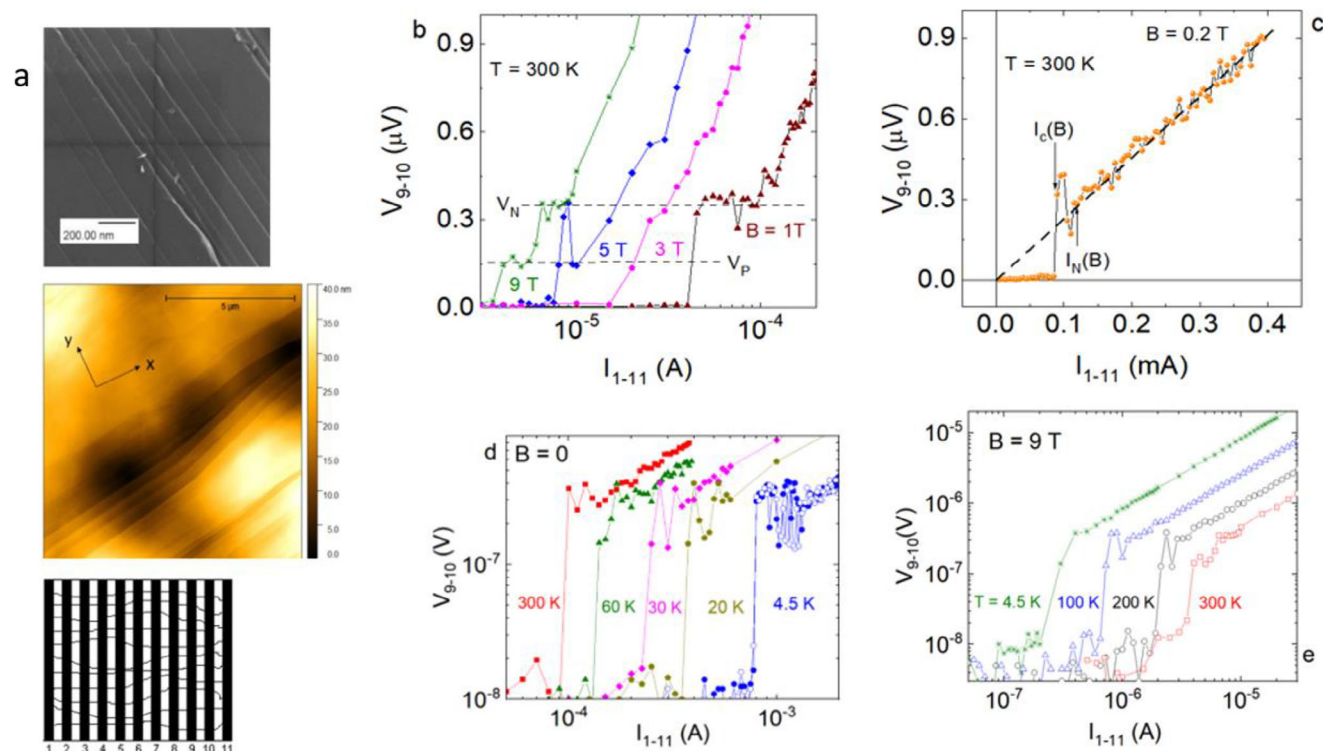 a
200.00 nm
5 µm
y
x
40.0 nm
35.0
30.0
25.0
20.0
15.0
10.0
5.0
0.0
1 2 3 4 5 6 7 8 9 10 11
b
T = 300 K
V9-10 (µV)
0.9
0.6
0.3
0.0
VN
VP
9 T
5 T
3 T
B = 1T
10-5
10-4
I1-11 (A)
c
B = 0.2 T
T = 300 K
V9-10 (µV)
0.9
0.6
0.3
0.0
Ic(B)
IN(B)
0.0 0.1 0.2 0.3 0.4
I1-11 (mA)
d
B = 0
V9-10 (V)
10-7
10-8
300 K
60 K
30 K
20 K
4.5 K
10-4
10-3
I1-11 (A)
B = 9 T
V9-10 (V)
10-5
10-6
10-7
10-8
T = 4.5 K
100 K
200 K
300 K
e
10-7
10-6
10-5
I1-11 (A)